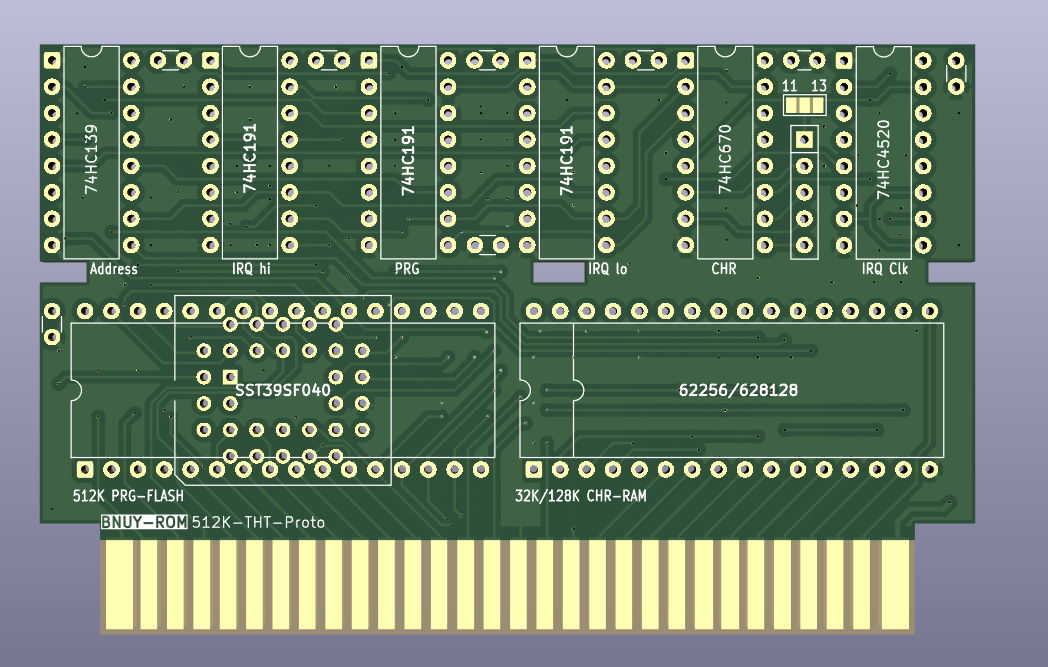 11 13
74HC139
74HC191
74HC191
74HC191
74HC670
74HC4520
Address
IRQ hi
PRG
IRQ lo
CHR
IRQ Clk
SST39SF040
62256/628128
512K PRG-FLASH
32K/128K CHR-RAM
BNUY-ROM 512K-THT-Proto